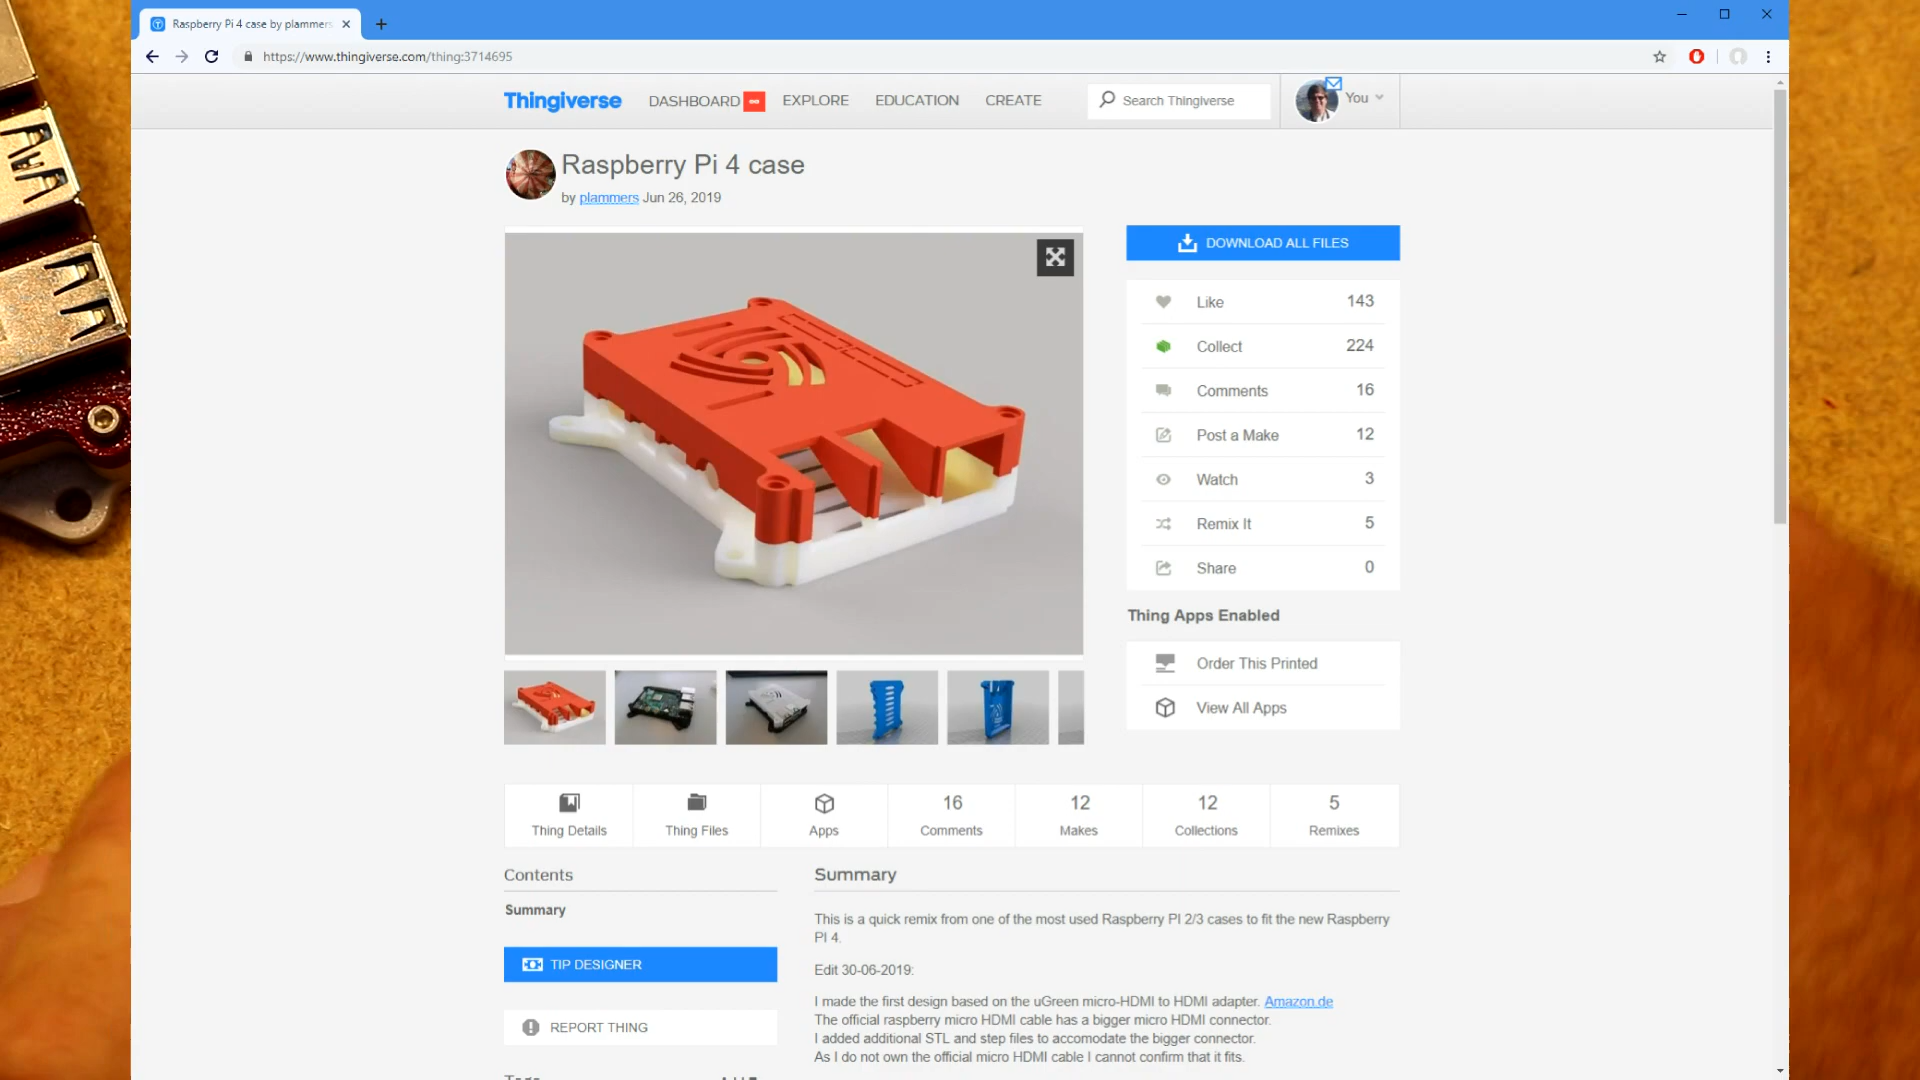 Raspberry Pi 4 case by plammers
https://www.thingiverse.com/thing:3714695
Thingiverse DASHBOARD EXPLORE EDUCATION CREATE Search Thingiverse You
Raspberry Pi 4 case
by plammers Jun 26, 2019
DOWNLOAD ALL FILES
Like 143
Collect 224
Comments 16
Post a Make 12
Watch 3
Remix It 5
Share 0
Thing Apps Enabled
Order This Printed
View All Apps
16 12 12 5
Thing Details Thing Files Apps Comments Makes Collections Remixes
Contents
Summary
TIP DESIGNER
REPORT THING
Summary
This is a quick remix from one of the most used Raspberry PI 2/3 cases to fit the new Raspberry
PI 4.
Edit 30-06-2019:
I made the first design based on the uGreen micro-HDMI to HDMI adapter. Amazon.de
The official raspberry micro HDMI cable has a bigger micro HDMI connector.
I added additional STL and step files to accomodate the bigger connector.
As I do not own the official micro HDMI cable I cannot confirm that it fits.